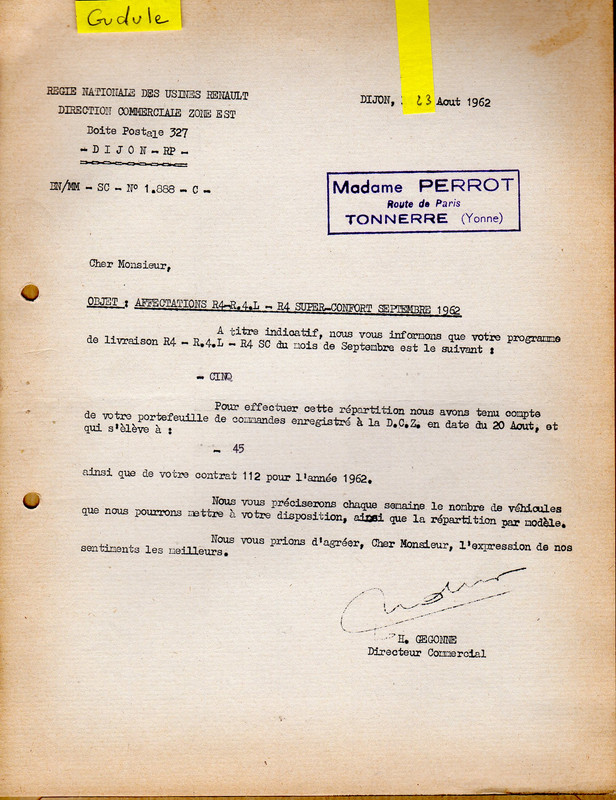 Gudule
REGIE NATIONALE DES USINES RENAULT
DIRECTION COMMERCIALE ZONE EST
Boite Postale 327
- D I J O N - RP -
DIJON, 23 Aout 1962
EN/MM - SC - N° 1.888 - C -
Madame PERROT
Route de Paris
TONNERRE (Yonne)
Cher Monsieur,
OBJET : AFFECTATIONS R4-R.4.L - R4 SUPER-CONFORT SEPTEMBRE 1962
A titre indicatif, nous vous informons que votre programme
de livraison R4 - R.4.L - R4 SC du mois de Septembre est le suivant :
- CINQ
Pour effectuer cette répartition nous avons tenu compte
de votre portefeuille de commandes enregistré à la D.C.Z. en date du 20 Aout, et
qui s'élève à :
- 45
ainsi que de votre contrat 112 pour l'année 1962.
Nous vous préciserons chaque semaine le nombre de véhicules
que nous pourrons mettre à votre disposition, ainsi que la répartition par modèle.
Nous vous prions d'agréer, Cher Monsieur, l'expression de nos
sentiments les meilleurs.
H. GEGONNE
Directeur Commercial